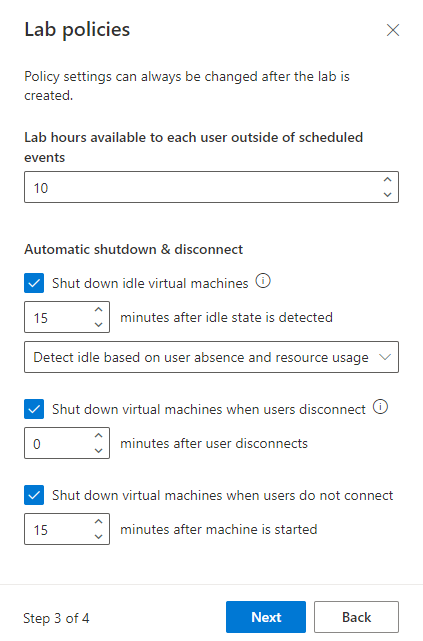 Lab policies
Policy settings can always be changed after the lab is
created.
Lab hours available to each user outside of scheduled
events
10
Automatic shutdown & disconnect
Shut down idle virtual machines
15 minutes after idle state is detected
Detect idle based on user absence and resource usage
Shut down virtual machines when users disconnect
0 minutes after user disconnects
Shut down virtual machines when users do not connect
15 minutes after machine is started
Step 3 of 4 Next Back